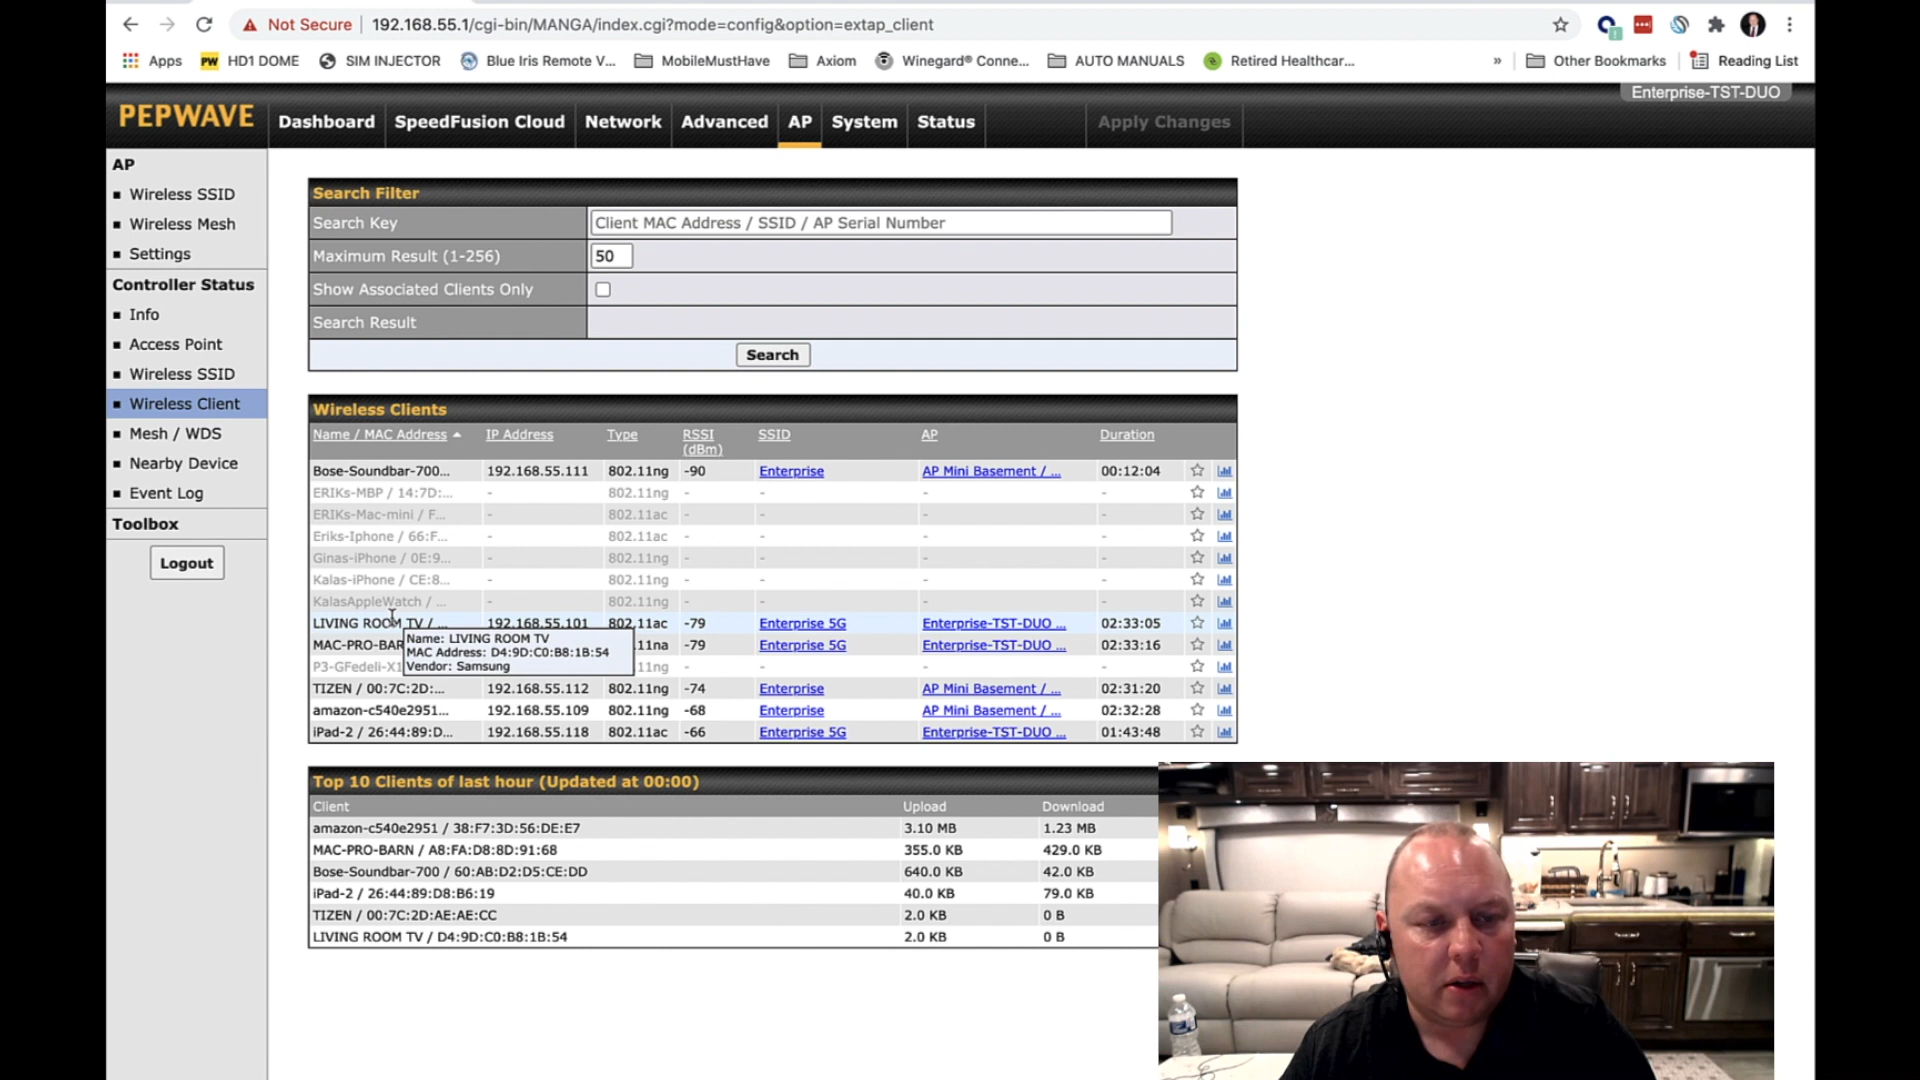 Not Secure | 192.168.55.1/cgi-bin/MANGA/index.cgi?mode=config&option=extap_client
Apps PW HD1 DOME SIM INJECTOR Blue Iris Remote V... MobileMustHave Axiom Winegard® Conne... AUTO MANUALS Retired Healthcar... » Other Bookmarks Reading List
Enterprise-TST-DUO
PEPWAVE Dashboard SpeedFusion Cloud Network Advanced AP System Status Apply Changes
AP
Wireless SSID
Wireless Mesh
Settings
Controller Status
Info
Access Point
Wireless SSID
Wireless Client
Mesh / WDS
Nearby Device
Event Log
Toolbox
Logout
Search Filter
Search Key Client MAC Address / SSID / AP Serial Number
Maximum Result (1-256) 50
Show Associated Clients Only
Search Result
Search
Wireless Clients
Name / MAC Address IP Address Type RSSI (dBm) SSID AP Duration
Bose-Soundbar-700... 192.168.55.111 802.11ng -90 Enterprise AP Mini Basement / ... 00:12:04
ERIKs-MBP / 14:7D:... - 802.11ng - - - -
ERIKs-Mac-mini / F... - 802.11ac - - - -
Eriks-Iphone / 66:F... - 802.11ac - - - -
Ginas-iPhone / 0E:9... - 802.11ng - - - -
Kalas-iPhone / CE:8... - 802.11ng - - - -
KalasAppleWatch / ... - 802.11ng - - - -
LIVING ROOM TV / ... 192.168.55.101 802.11ac -79 Enterprise 5G Enterprise-TST-DUO ... 02:33:05
MAC-PRO-BAR .11na -79 Enterprise 5G Enterprise-TST-DUO ... 02:33:16
P3-GFedeli-X1 .11ng - - - -
Name: LIVING ROOM TV
MAC Address: D4:9D:C0:B8:1B:54
Vendor: Samsung
TIZEN / 00:7C:2D:... 192.168.55.112 802.11ng -74 Enterprise AP Mini Basement / ... 02:31:20
amazon-c540e2951... 192.168.55.109 802.11ng -68 Enterprise AP Mini Basement / ... 02:32:28
iPad-2 / 26:44:89:D... 192.168.55.118 802.11ac -66 Enterprise 5G Enterprise-TST-DUO ... 01:43:48
Top 10 Clients of last hour (Updated at 00:00)
Client Upload Download
amazon-c540e2951 / 38:F7:3D:56:DE:E7 3.10 MB 1.23 MB
MAC-PRO-BARN / A8:FA:D8:8D:91:68 355.0 KB 429.0 KB
Bose-Soundbar-700 / 60:AB:D2:D5:CE:DD 640.0 KB 42.0 KB
iPad-2 / 26:44:89:D8:B6:19 40.0 KB 79.0 KB
TIZEN / 00:7C:2D:AE:AE:CC 2.0 KB 0 B
LIVING ROOM TV / D4:9D:C0:B8:1B:54 2.0 KB 0 B